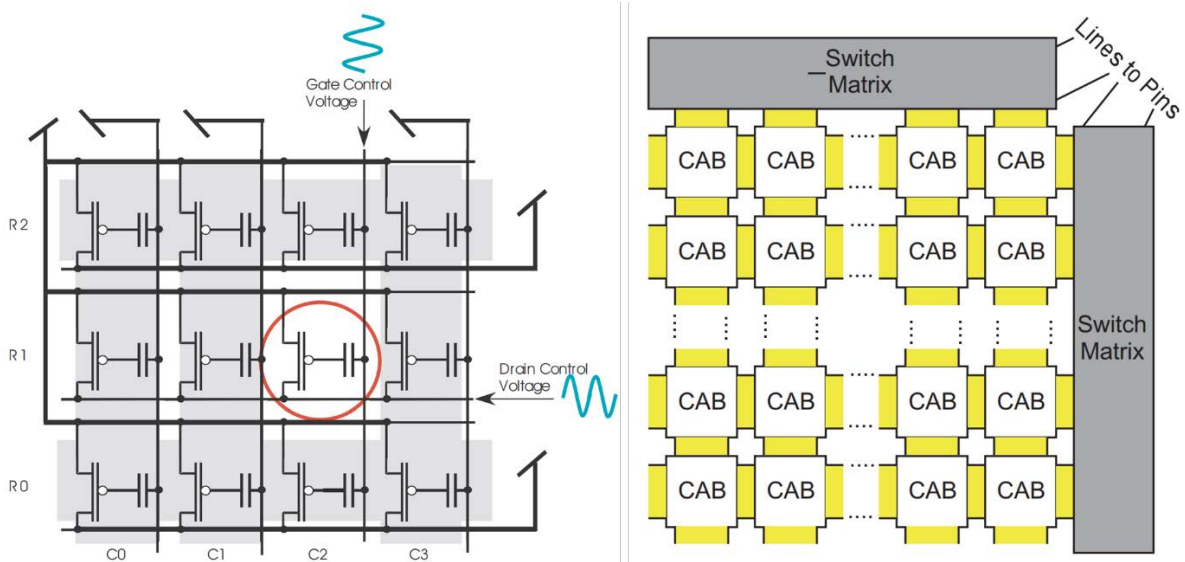 Gate Control
Voltage
R2
R1
R0
Drain Control
Voltage
C0
C1
C2
C3
Switch
Matrix
Lines to Pins
CAB
CAB
CAB
CAB
CAB
CAB
CAB
CAB
Switch
Matrix
CAB
CAB
CAB
CAB
CAB
CAB
CAB
CAB